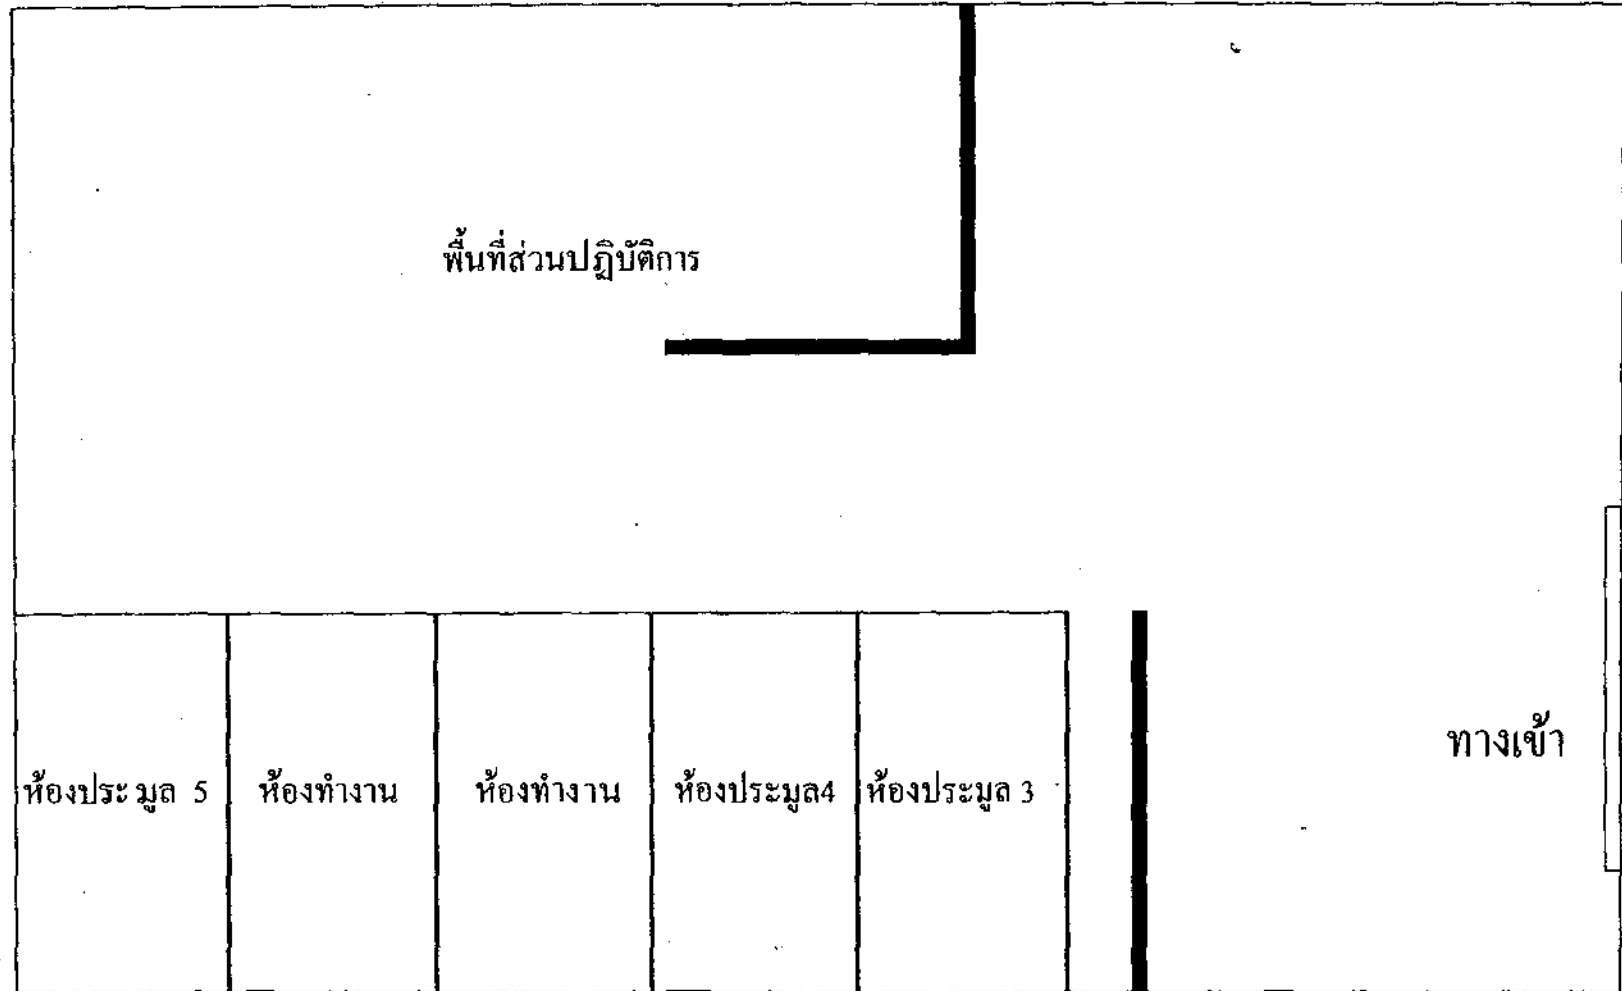 พื้นที่ส่วนปฏิบัติการ
ทางเข้า
ห้องประมูล 5
ห้องทำงาน
ห้องทำงาน
ห้องประมูล4
ห้องประมูล 3